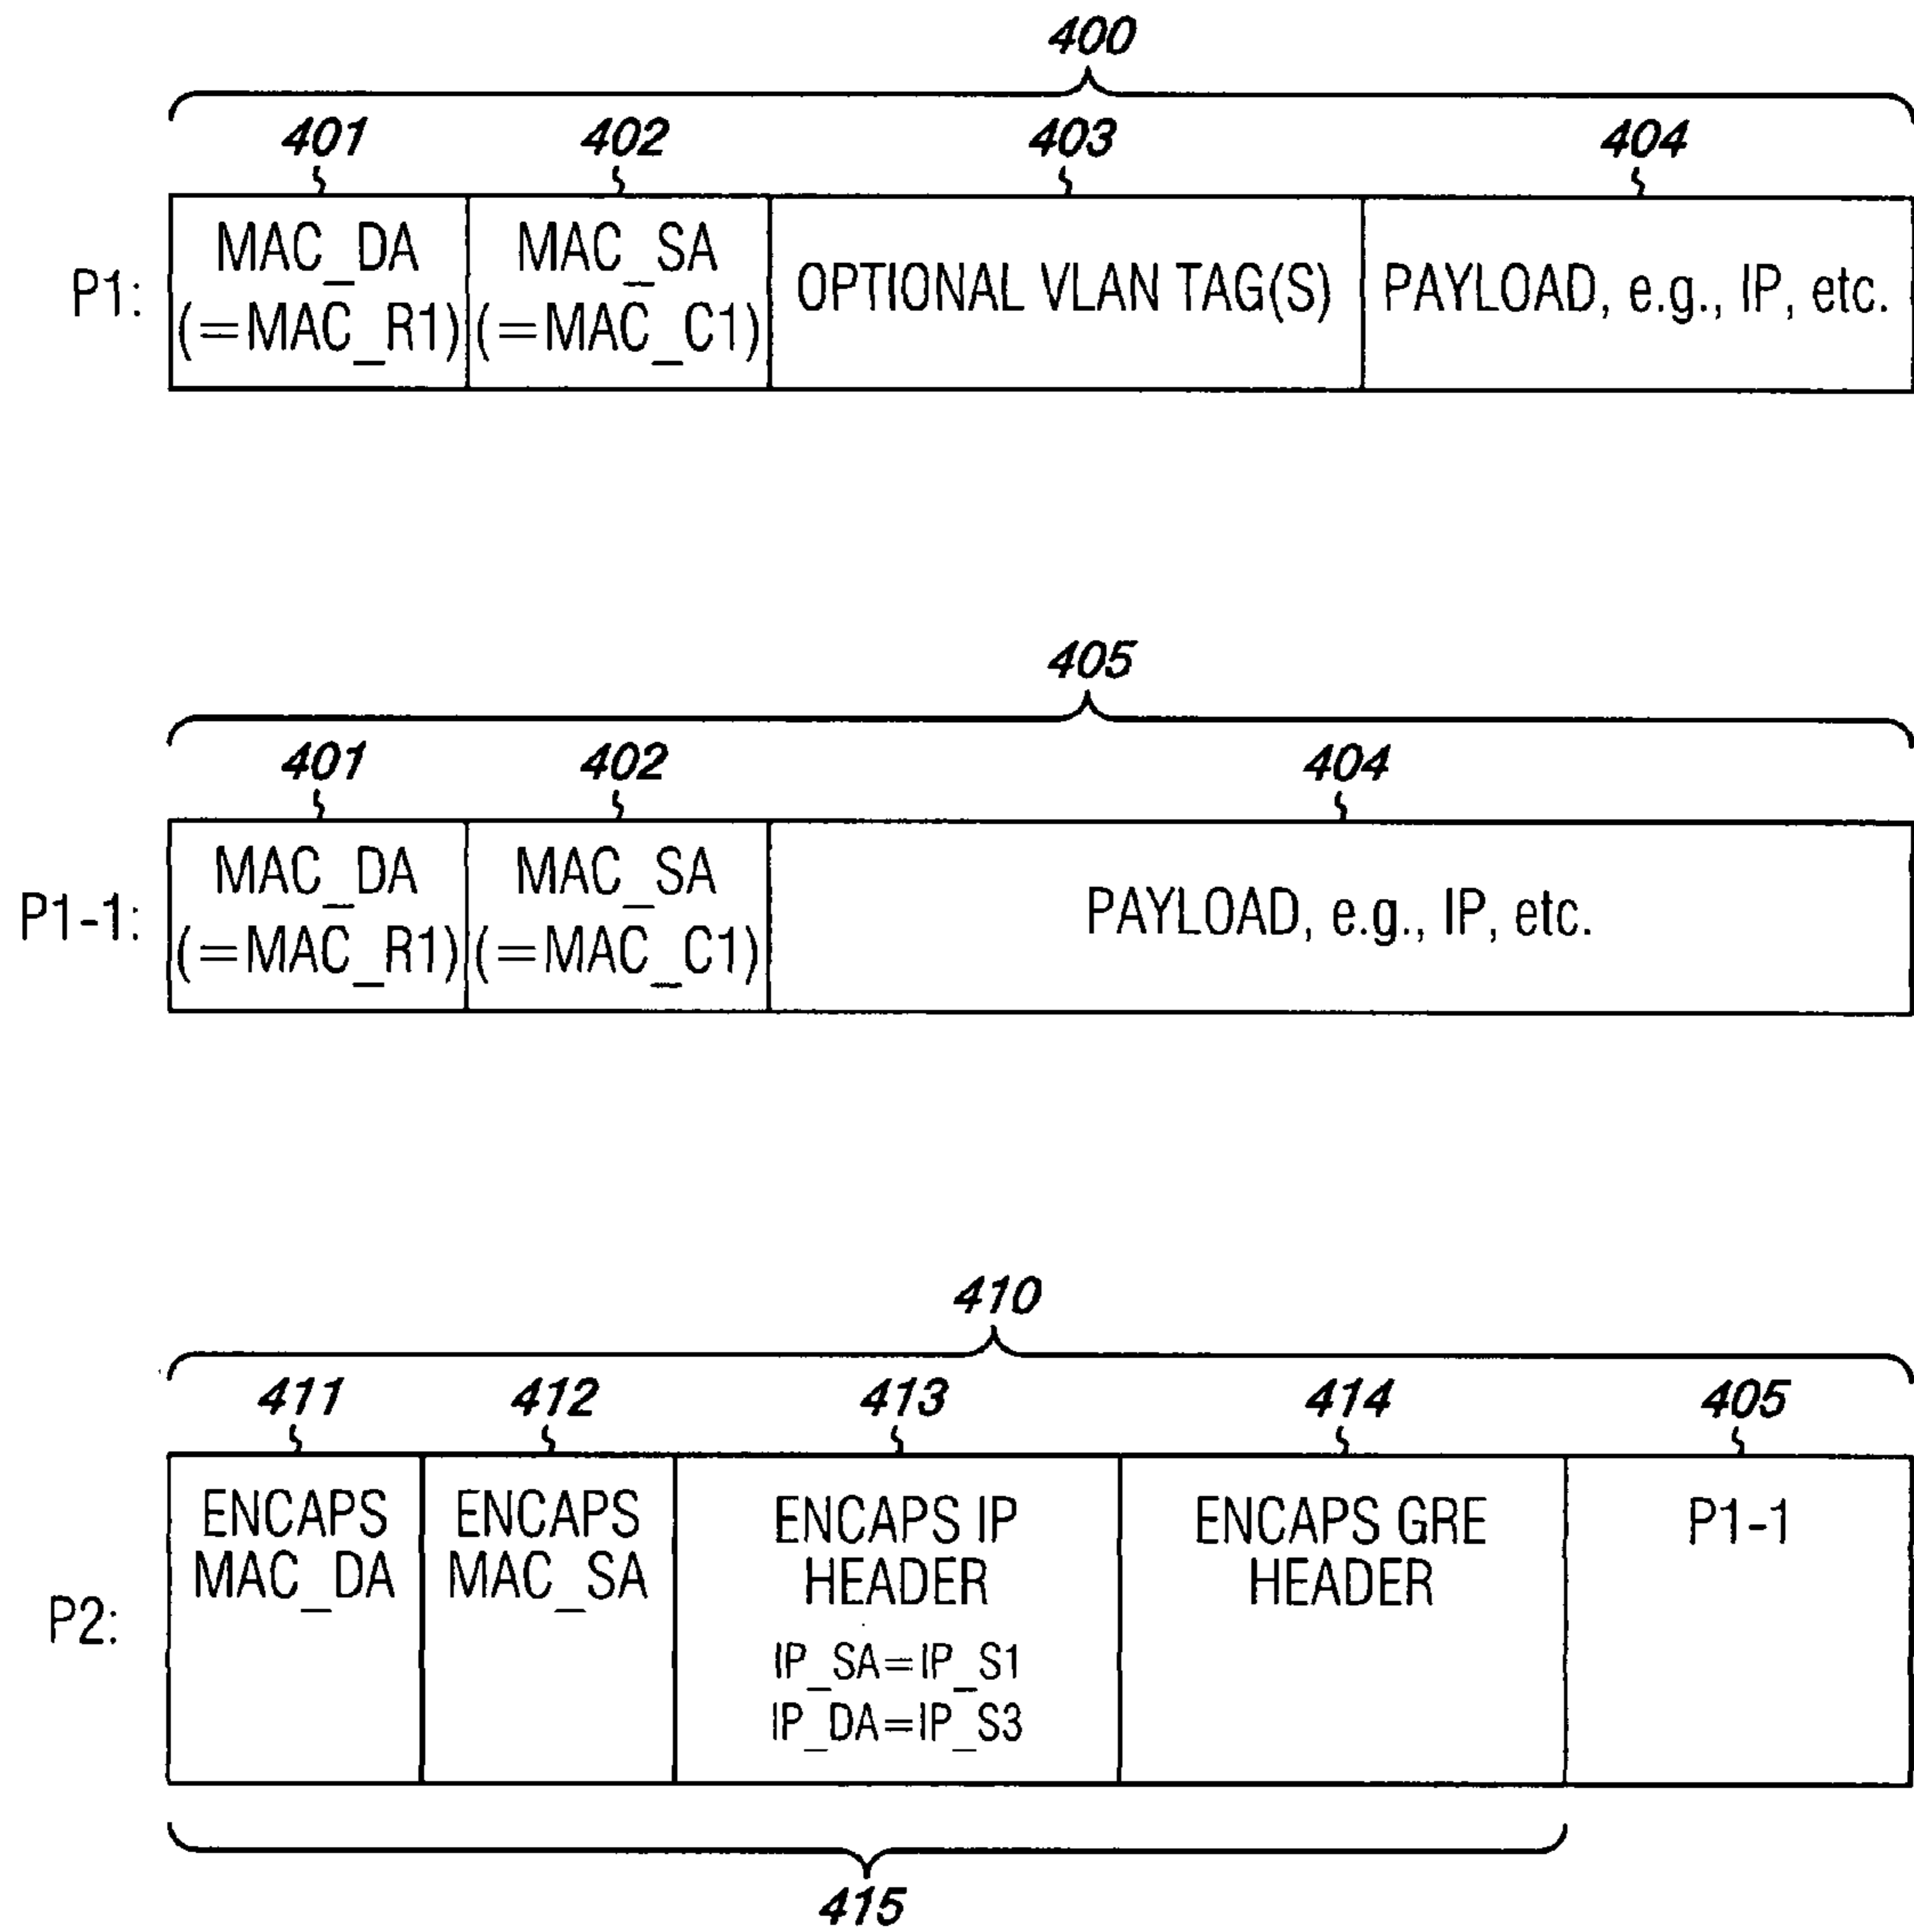 400
401 402 403 404
P1:
MAC_DA
(=MAC_R1)
MAC_SA
(=MAC_C1)
OPTIONAL VLAN TAG(S)
PAYLOAD, e.g., IP, etc.
405
401 402 404
P1-1:
MAC_DA
(=MAC_R1)
MAC_SA
(=MAC_C1)
PAYLOAD, e.g., IP, etc.
410
411 412 413 414 405
P2:
ENCAPS
MAC_DA
ENCAPS
MAC_SA
ENCAPS IP
HEADER
IP_SA=IP_S1
IP_DA=IP_S3
ENCAPS GRE
HEADER
P1-1
415